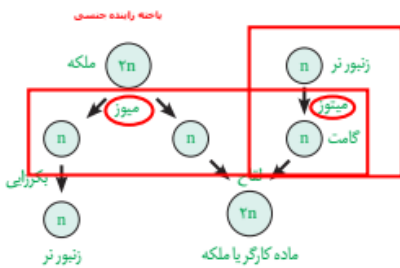 یاخته زاینده جنسی
ملکه ۲n n زنبور نر
میوز میتوز
n n n گامت
بکرزایی لقاح
n ۲n
زنبور نر ماده کارگر یا ملکه